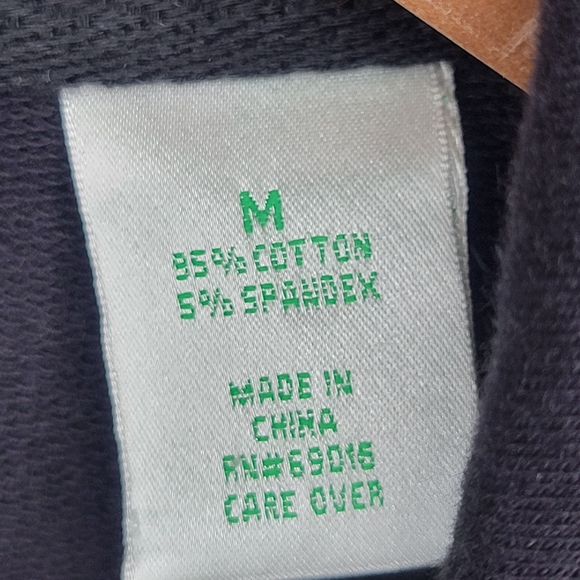 M
95% COTTON
5% SPANDEX
MADE IN
CHINA
RN#69015
CARE OVER